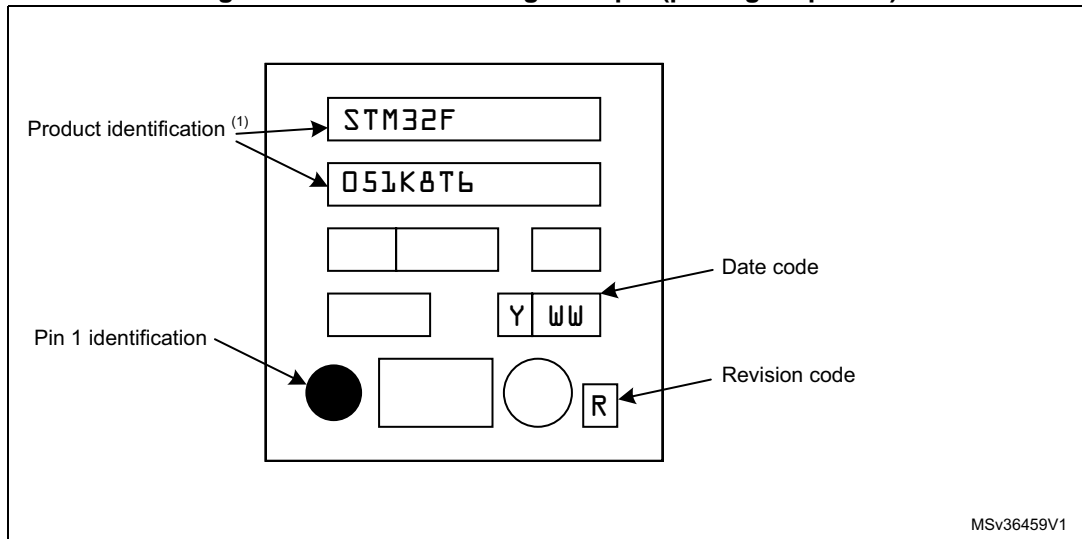 Product identification (1)
STM32F
051K8T6
Date code
Y WW
Pin 1 identification
Revision code
R
MSv36459V1